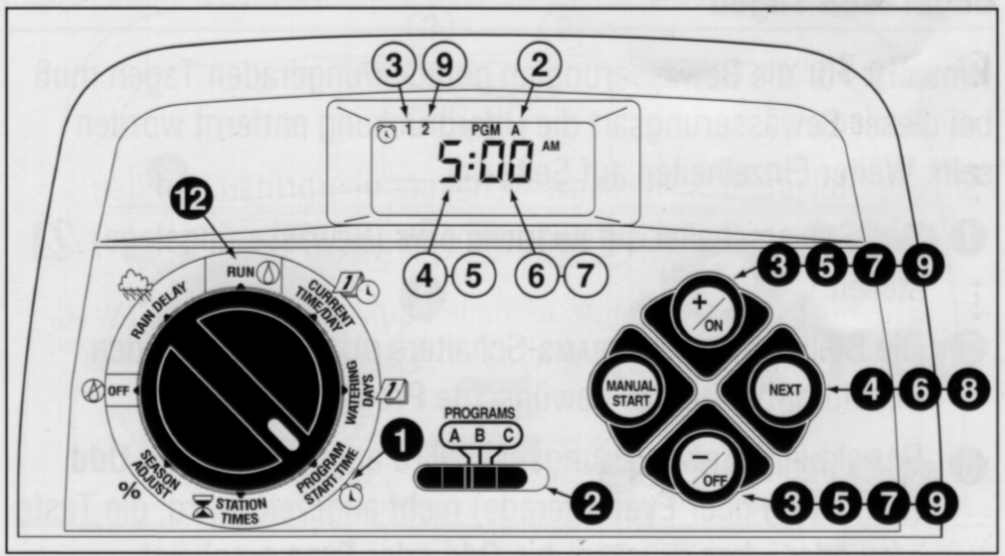 3 9 2
2 PGM A
5:00 AM
12
4 5 6 7
3 5 7 9
RUN
CURRENT
TIME/DAY
RAIN DELAY
+
ON
OFF
WATERING
DAYS
MANUAL
START
NEXT
4 6 8
PROGRAMS
A B C
1
PROGRAM
START TIME
SEASON
ADJUST
%
STATION
TIMES
−
OFF
2
3 5 7 9